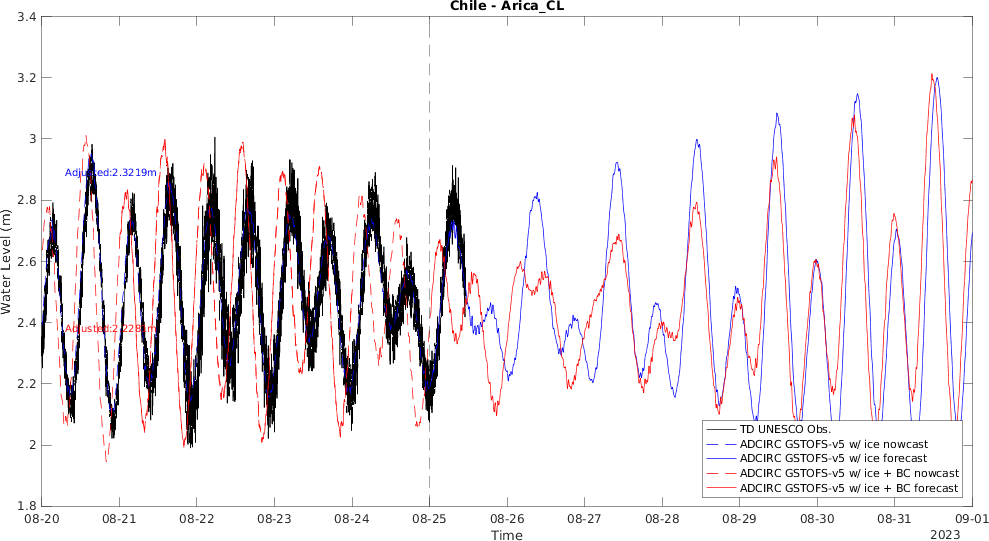 Chile - Arica_CL
3.4
3.2
3
2.8
2.6
2.4
2.2
2
1.8
Water Level (m)
Adjusted:2.3219m
Adjusted:2.2281m
TD UNESCO Obs.
ADCIRC GSTOFS-v5 w/ ice nowcast
ADCIRC GSTOFS-v5 w/ ice forecast
ADCIRC GSTOFS-v5 w/ ice + BC nowcast
ADCIRC GSTOFS-v5 w/ ice + BC forecast
08-20 08-21 08-22 08-23 08-24 08-25 08-26 08-27 08-28 08-29 08-30 08-31 09-01
Time
2023